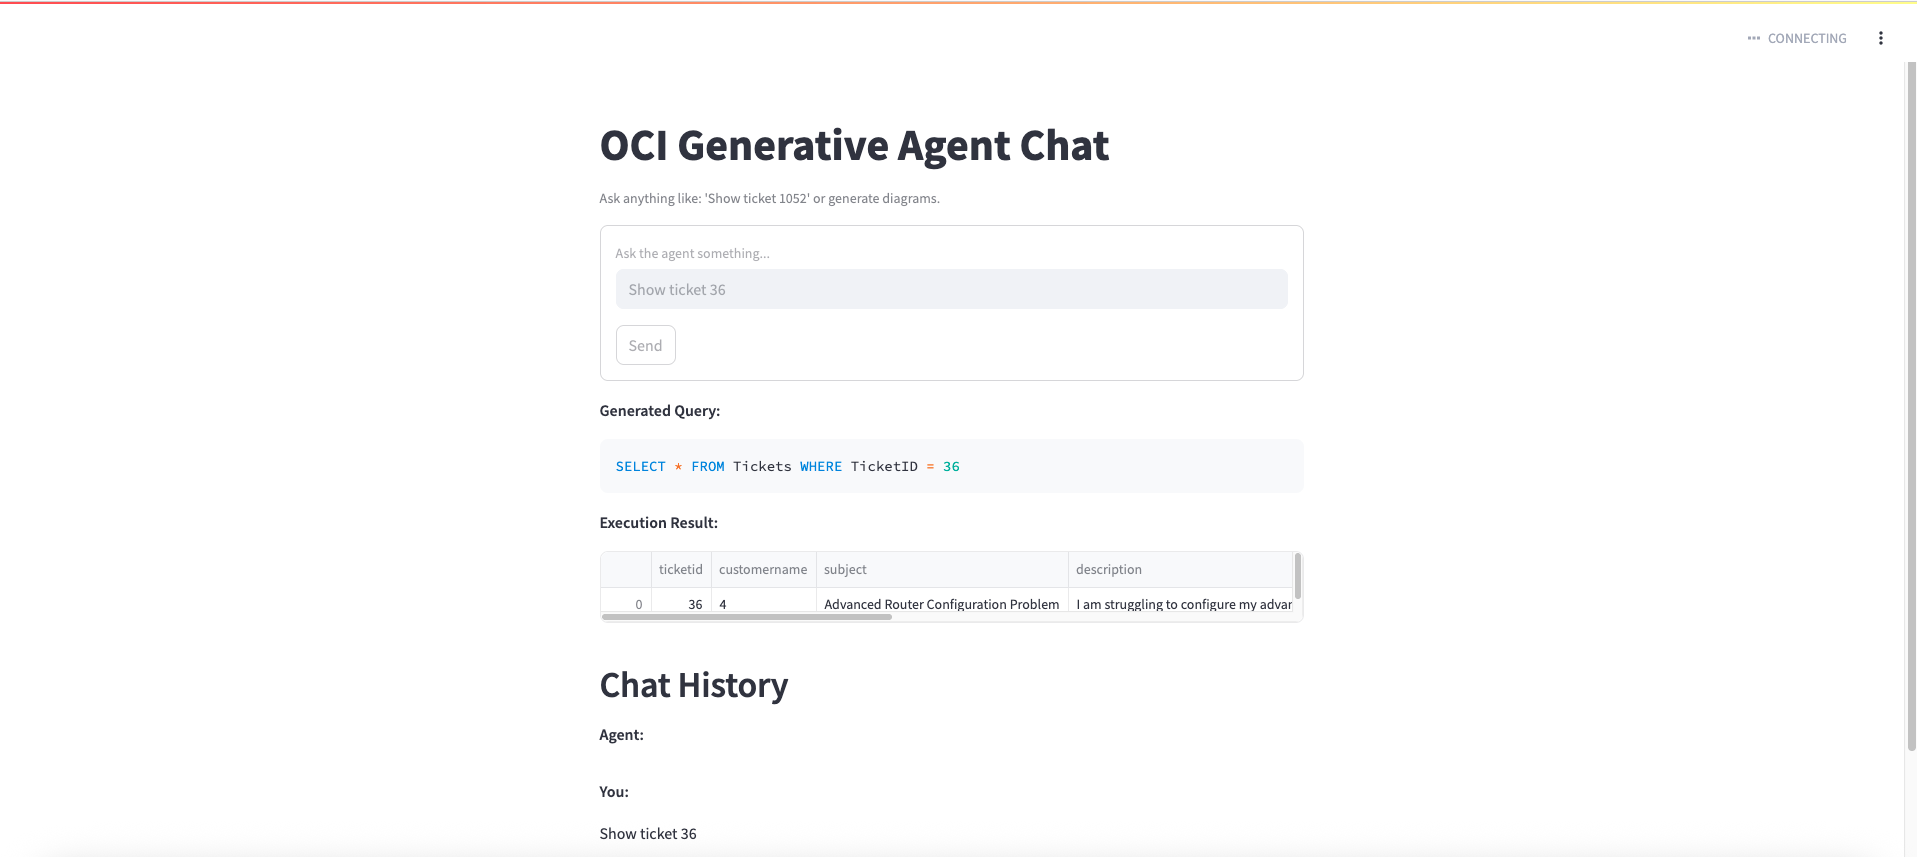 CONNECTING
OCI Generative Agent Chat
Ask anything like: 'Show ticket 1052' or generate diagrams.
Ask the agent something...
Show ticket 36
Send
Generated Query:
SELECT * FROM Tickets WHERE TicketID = 36
Execution Result:
ticketid customername subject description
0 36 4 Advanced Router Configuration Problem I am struggling to configure my advar
Chat History
Agent:
You:
Show ticket 36